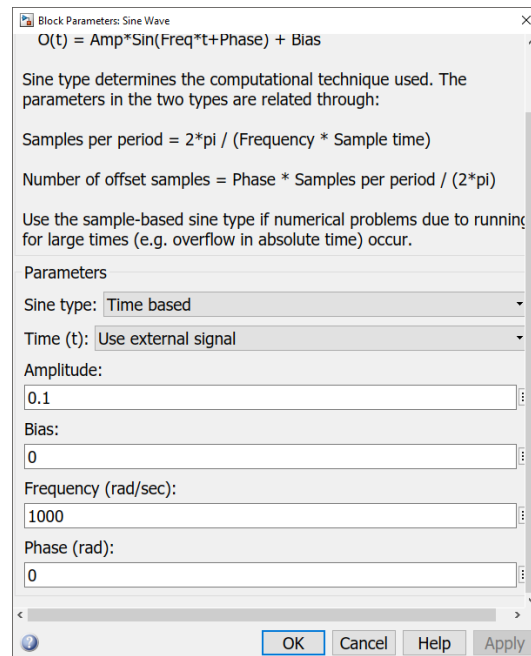 Block Parameters: Sine Wave
O(t) = Amp*Sin(Freq*t+Phase) + Bias
Sine type determines the computational technique used. The
parameters in the two types are related through:
Samples per period = 2*pi / (Frequency * Sample time)
Number of offset samples = Phase * Samples per period / (2*pi)
Use the sample-based sine type if numerical problems due to running
for large times (e.g. overflow in absolute time) occur.
Parameters
Sine type: Time based
Time (t): Use external signal
Amplitude:
0.1
Bias:
0
Frequency (rad/sec):
1000
Phase (rad):
0
OK Cancel Help Apply